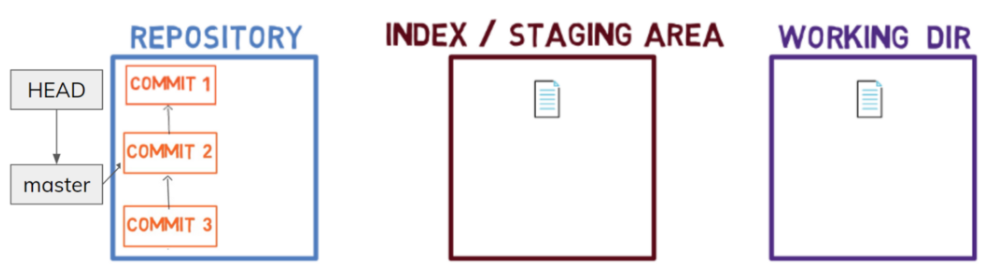 REPOSITORY
INDEX / STAGING AREA
WORKING DIR
HEAD
COMMIT 1
master
COMMIT 2
COMMIT 3